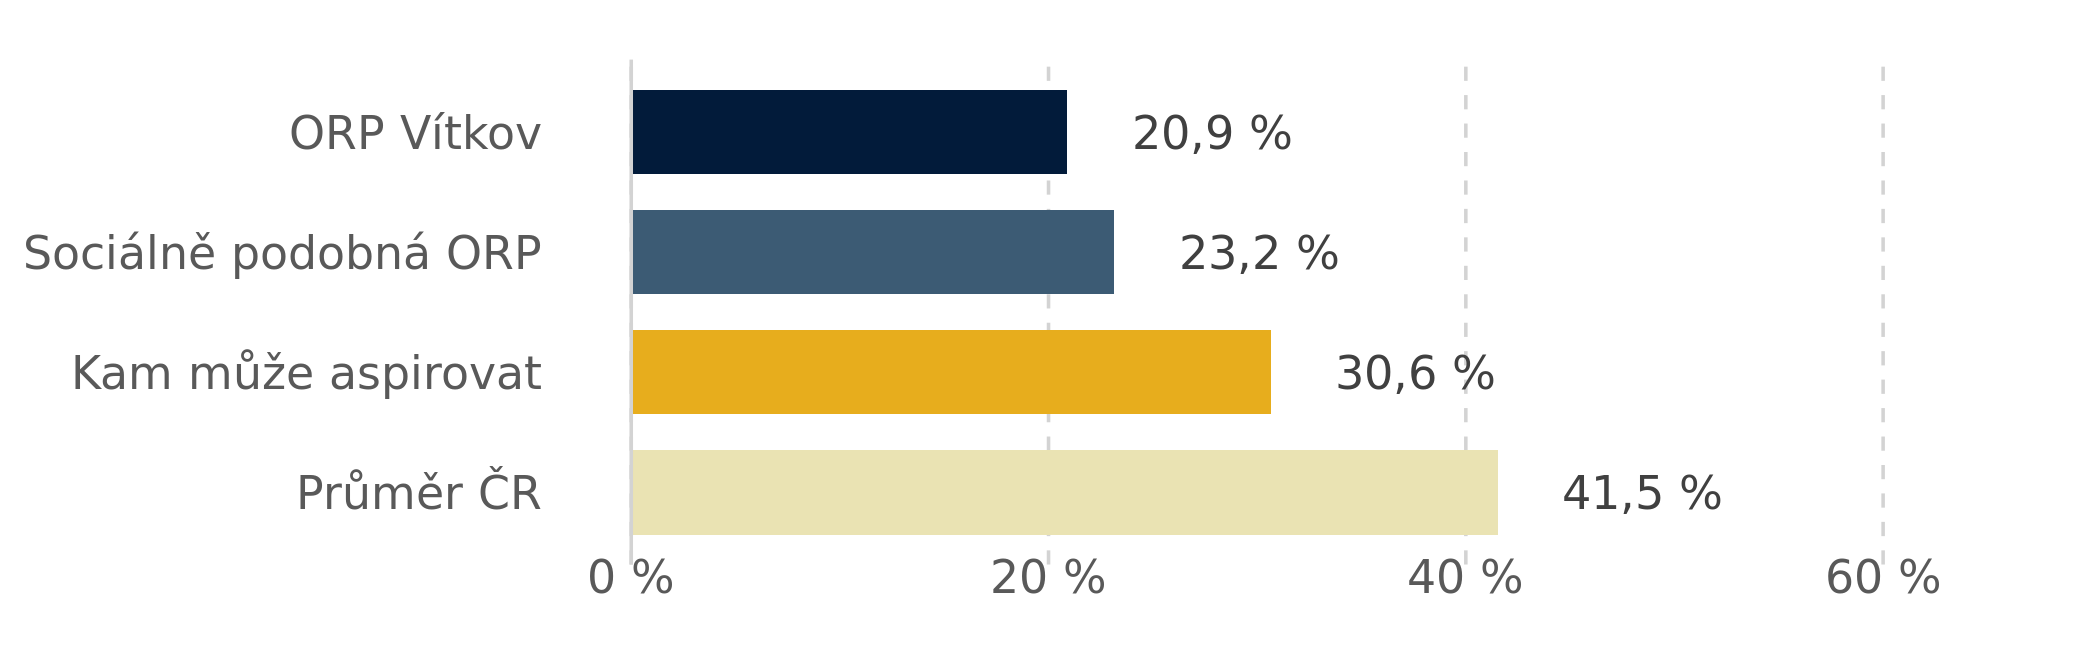 ORP Vítkov 20,9 %
Sociálně podobná ORP 23,2 %
Kam může aspirovat 30,6 %
Průměr ČR 41,5 %
0 % 20 % 40 % 60 %